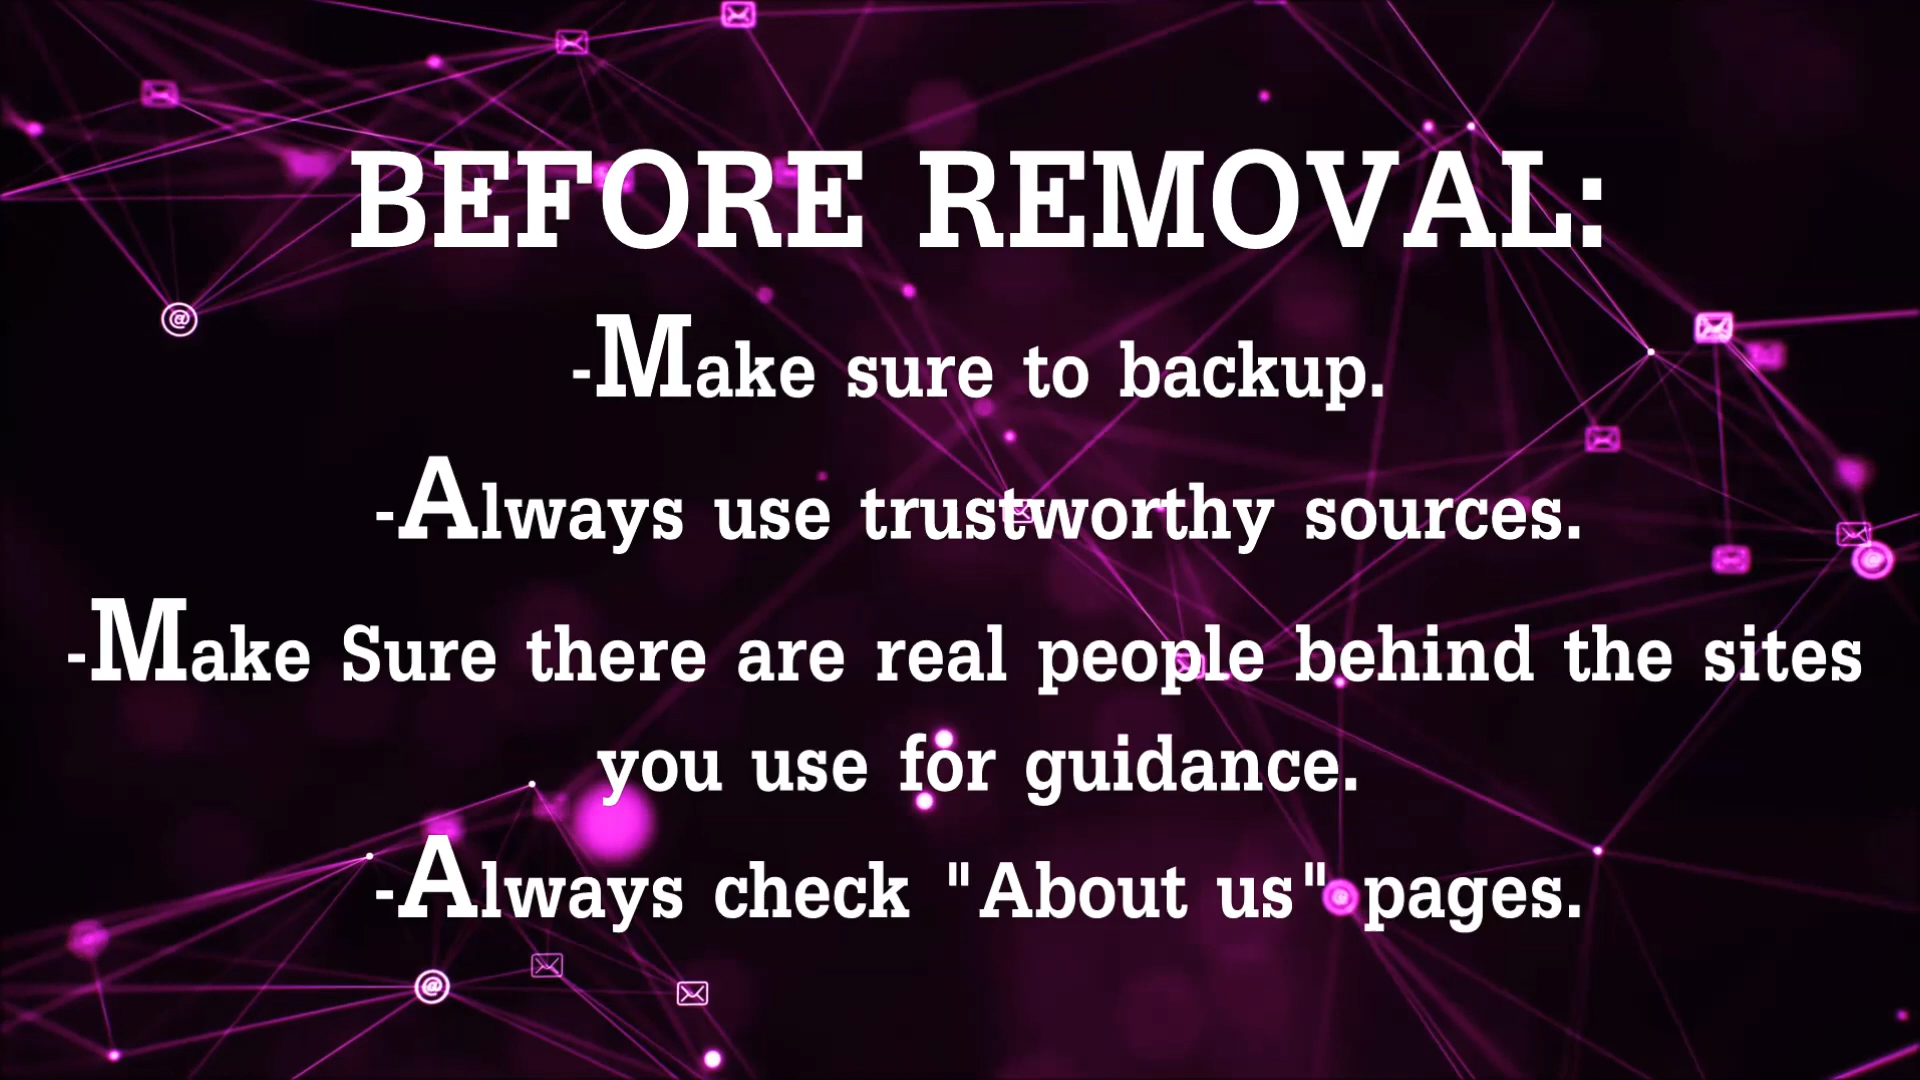 BEFORE REMOVAL:
-Make sure to backup.
-Always use trustworthy sources.
-Make Sure there are real people behind the sites
you use for guidance.
-Always check "About us" pages.